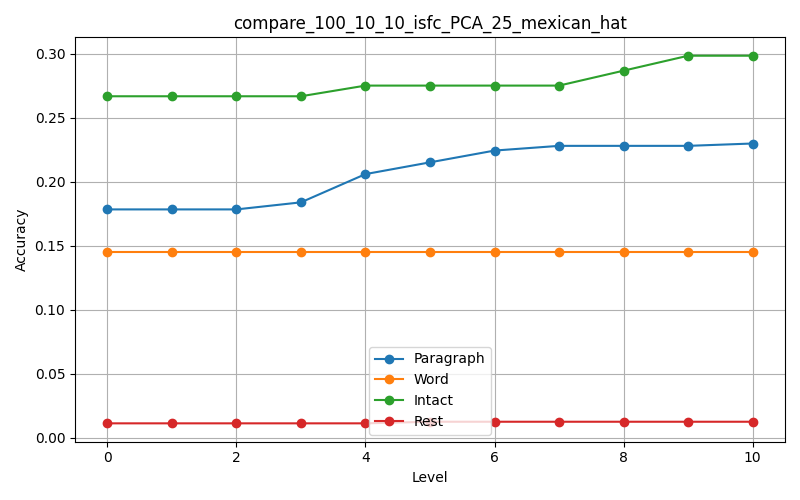 compare_100_10_10_isfc_PCA_25_mexican_hat
Accuracy
0.30
0.25
0.20
0.15
0.10
0.05
0.00
Paragraph
Word
Intact
Rest
0 2 4 6 8 10
Level